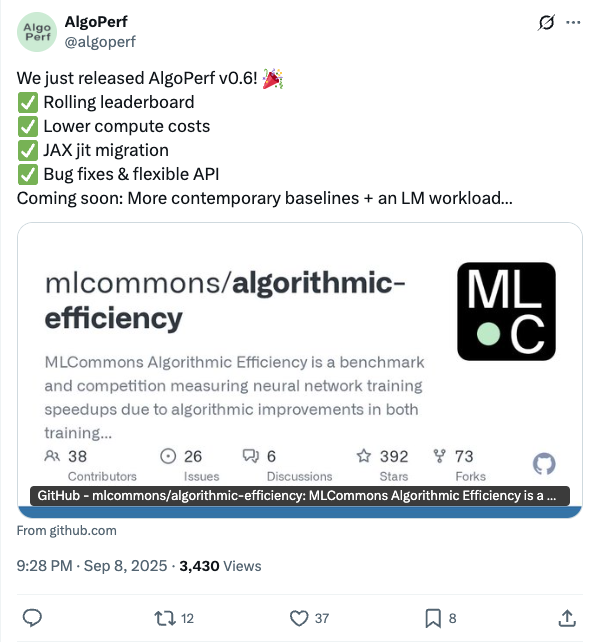 Algo
Perf
AlgoPerf
@algoperf
We just released AlgoPerf v0.6! 🎉
✅ Rolling leaderboard
✅ Lower compute costs
✅ JAX jit migration
✅ Bug fixes & flexible API
Coming soon: More contemporary baselines + an LM workload...
mlcommons/algorithmic-
efficiency
ML
C
MLCommons Algorithmic Efficiency is a benchmark
and competition measuring neural network training
speedups due to algorithmic improvements in both
training...
38 26 6 392 73
Contributors Issues Discussions Stars Forks
GitHub - mlcommons/algorithmic-efficiency: MLCommons Algorithmic Efficiency is a ...
From github.com
9:28 PM · Sep 8, 2025 · 3,430 Views
12 37 8